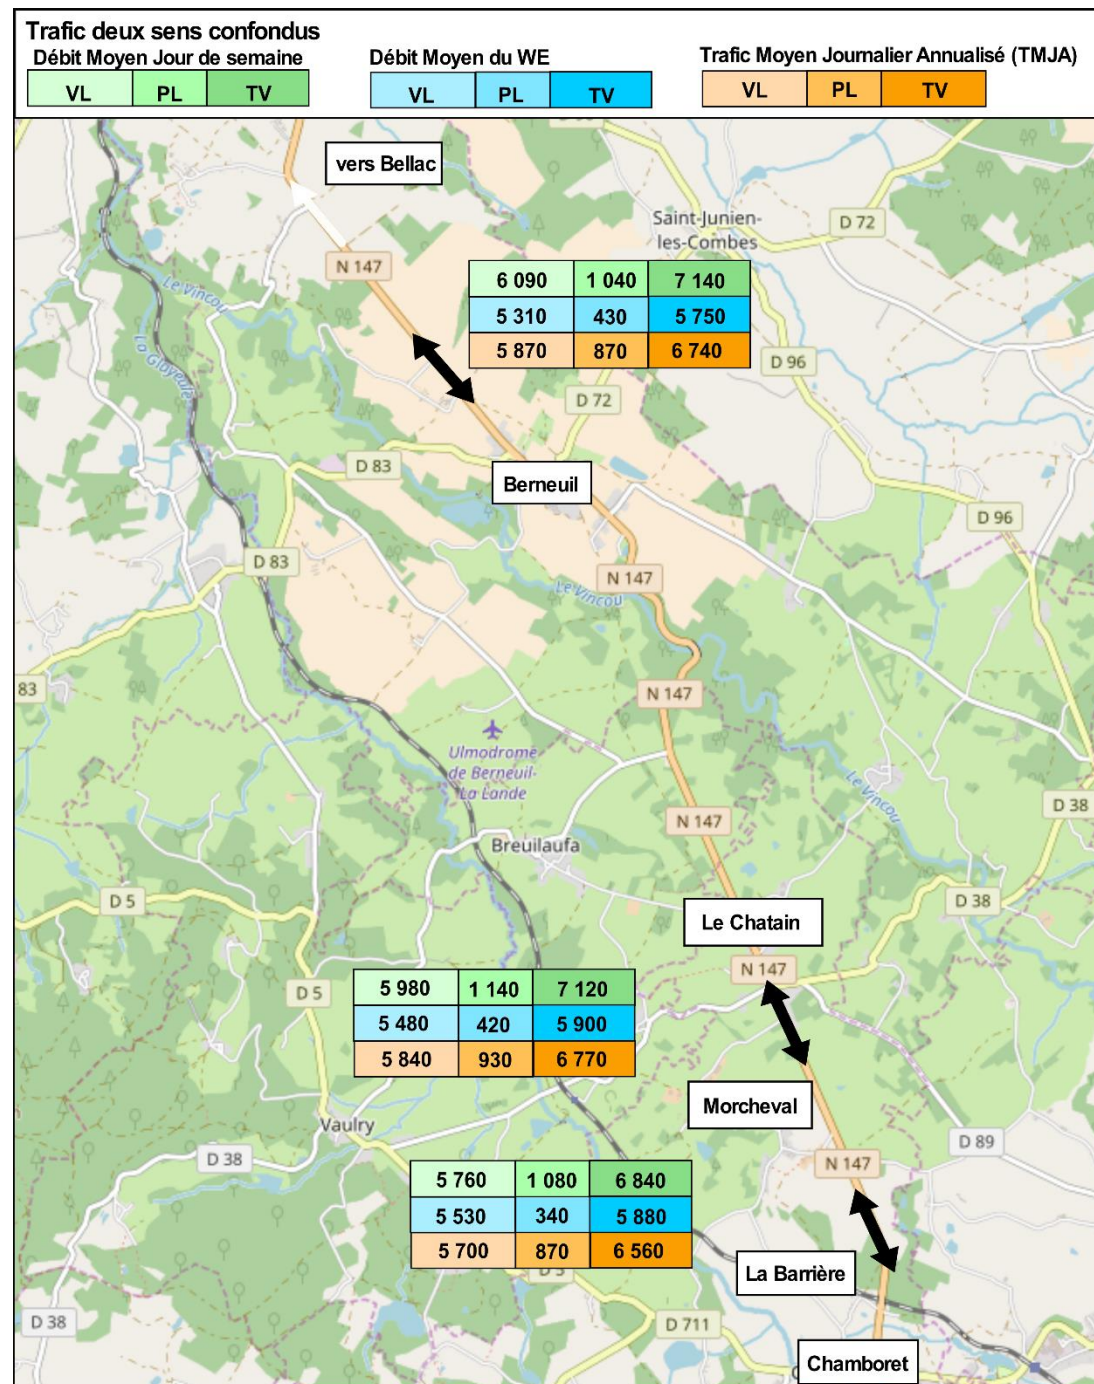 Trafic deux sens confondus
Débit Moyen Jour de semaine
Débit Moyen du WE
Trafic Moyen Journalier Annualisé (TMJA)
VL PL TV
VL PL TV
VL PL TV
vers Bellac
D 72
Saint-Junien-
les-Combes
N 147
Le Vincou
La Glayeule
6 090 1 040 7 140
5 310 430 5 750
5 870 870 6 740
D 96
D 72
D 83
Berneuil
D 96
D 83
N 147
Le Vincou
83
N 147
Ulmodrome
de Berneuil-
La Lande
Le Vincou
D 38
N 147
Breuilaufa
D 5
D 38
Le Chatain
N 147
D 5
5 980 1 140 7 120
5 480 420 5 900
5 840 930 6 770
Morcheval
Vaulry
D 89
D 38
N 147
5 760 1 080 6 840
5 530 340 5 880
5 700 870 6 560
D 5
La Barrière
D 38
D 711
Chamboret